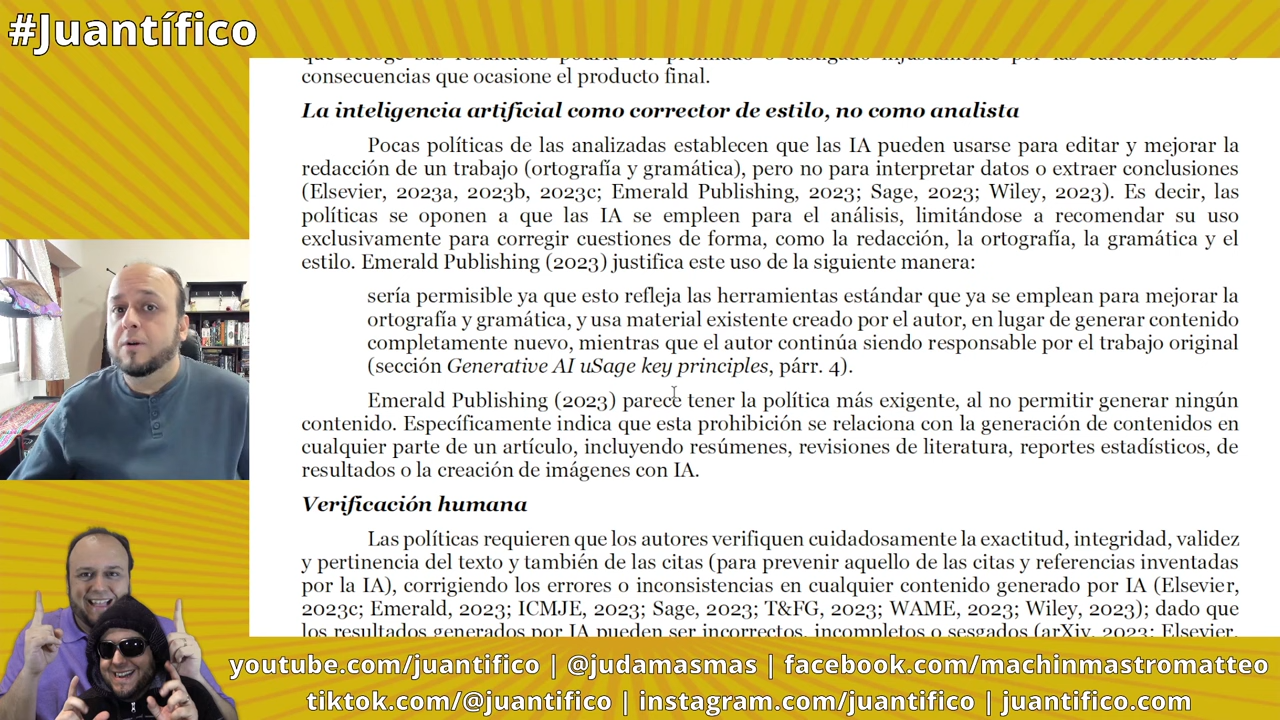 #Juantífico
consecuencias que ocasione el producto final.
La inteligencia artificial como corrector de estilo, no como analista
Pocas políticas de las analizadas establecen que las IA pueden usarse para editar y mejorar la
redacción de un trabajo (ortografía y gramática), pero no para interpretar datos o extraer conclusiones
(Elsevier, 2023a, 2023b, 2023c; Emerald Publishing, 2023; Sage, 2023; Wiley, 2023). Es decir, las
políticas se oponen a que las IA se empleen para el análisis, limitándose a recomendar su uso
exclusivamente para corregir cuestiones de forma, como la redacción, la ortografía, la gramática y el
estilo. Emerald Publishing (2023) justifica este uso de la siguiente manera:
sería permisible ya que esto refleja las herramientas estándar que ya se emplean para mejorar la
ortografía y gramática, y usa material existente creado por el autor, en lugar de generar contenido
completamente nuevo, mientras que el autor continúa siendo responsable por el trabajo original
(sección Generative AI uSage key principles, párr. 4).
Emerald Publishing (2023) parece tener la política más exigente, al no permitir generar ningún
contenido. Específicamente indica que esta prohibición se relaciona con la generación de contenidos en
cualquier parte de un artículo, incluyendo resúmenes, revisiones de literatura, reportes estadísticos, de
resultados o la creación de imágenes con IA.
Verificación humana
Las políticas requieren que los autores verifiquen cuidadosamente la exactitud, integridad, validez
y pertinencia del texto y también de las citas (para prevenir aquello de las citas y referencias inventadas
por la IA), corrigiendo los errores o inconsistencias en cualquier contenido generado por IA (Elsevier,
2023c; Emerald, 2023; ICMJE, 2023; Sage, 2023; T&FG, 2023; WAME, 2023; Wiley, 2023); dado que
los resultados generados por IA pueden ser incorrectos, incompletos o sesgados (arXiv, 2023; Elsevier,
youtube.com/juantifico | @judamasmas | facebook.com/machinmastromatteo
tiktok.com/@juantifico | instagram.com/juantifico | juantifico.com